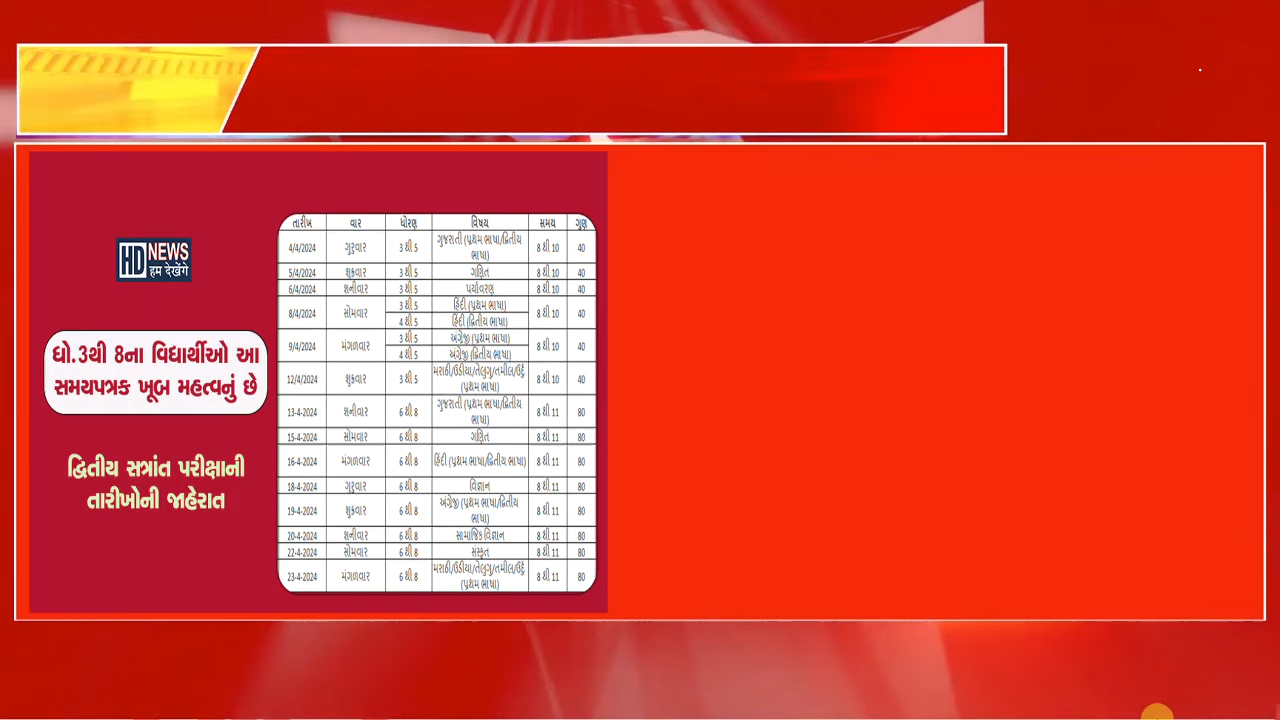 HD NEWS
हम देखेंगे
ધો.3થી 8ના વિદ્યાર્થીઓ આ
સમયપત્રક ખૂબ મહત્વનું છે
દ્વિતીય સત્રાંત પરીક્ષાની
તારીખોની જાહેરાત
તારીખ વાર ધોરણ વિષય સમય ગુણ
4/4/2024 ગુરુવાર 3 થી 5 ગુજરાતી (પ્રથમ ભાષા/દ્વિતીય ભાષા) 8 થી 10 40
5/4/2024 શુક્રવાર 3 થી 5 ગણિત 8 થી 10 40
6/4/2024 શનીવાર 3 થી 5 પર્યાવરણ 8 થી 10 40
8/4/2024 સોમવાર 3 થી 5 હિંદી (પ્રથમ ભાષા) 8 થી 10 40
4 થી 5 હિંદી (દ્વિતીય ભાષા)
9/4/2024 મંગળવાર 3 થી 5 અંગ્રેજી (પ્રથમ ભાષા) 8 થી 10 40
4 થી 5 અંગ્રેજી (દ્વિતીય ભાષા)
12/4/2024 શુક્રવાર 3 થી 5 મરાઠી/ઉડીયા/તેલુગુ/તમીલ/ઉર્દુ (પ્રથમ ભાષા) 8 થી 10 40
13-4-2024 શનીવાર 6 થી 8 ગુજરાતી (પ્રથમ ભાષા/દ્વિતીય ભાષા) 8 થી 11 80
15-4-2024 સોમવાર 6 થી 8 ગણિત 8 થી 11 80
16-4-2024 મંગળવાર 6 થી 8 હિંદી (પ્રથમ ભાષા/દ્વિતીય ભાષા) 8 થી 11 80
18-4-2024 ગુરુવાર 6 થી 8 વિજ્ઞાન 8 થી 11 80
19-4-2024 શુક્રવાર 6 થી 8 અંગ્રેજી (પ્રથમ ભાષા/દ્વિતીય ભાષા) 8 થી 11 80
20-4-2024 શનીવાર 6 થી 8 સામાજિક વિજ્ઞાન 8 થી 11 80
22-4-2024 સોમવાર 6 થી 8 સંસ્કૃત 8 થી 11 80
23-4-2024 મંગળવાર 6 થી 8 મરાઠી/ઉડીયા/તેલુગુ/તમીલ/ઉર્દુ (પ્રથમ ભાષા) 8 થી 11 80